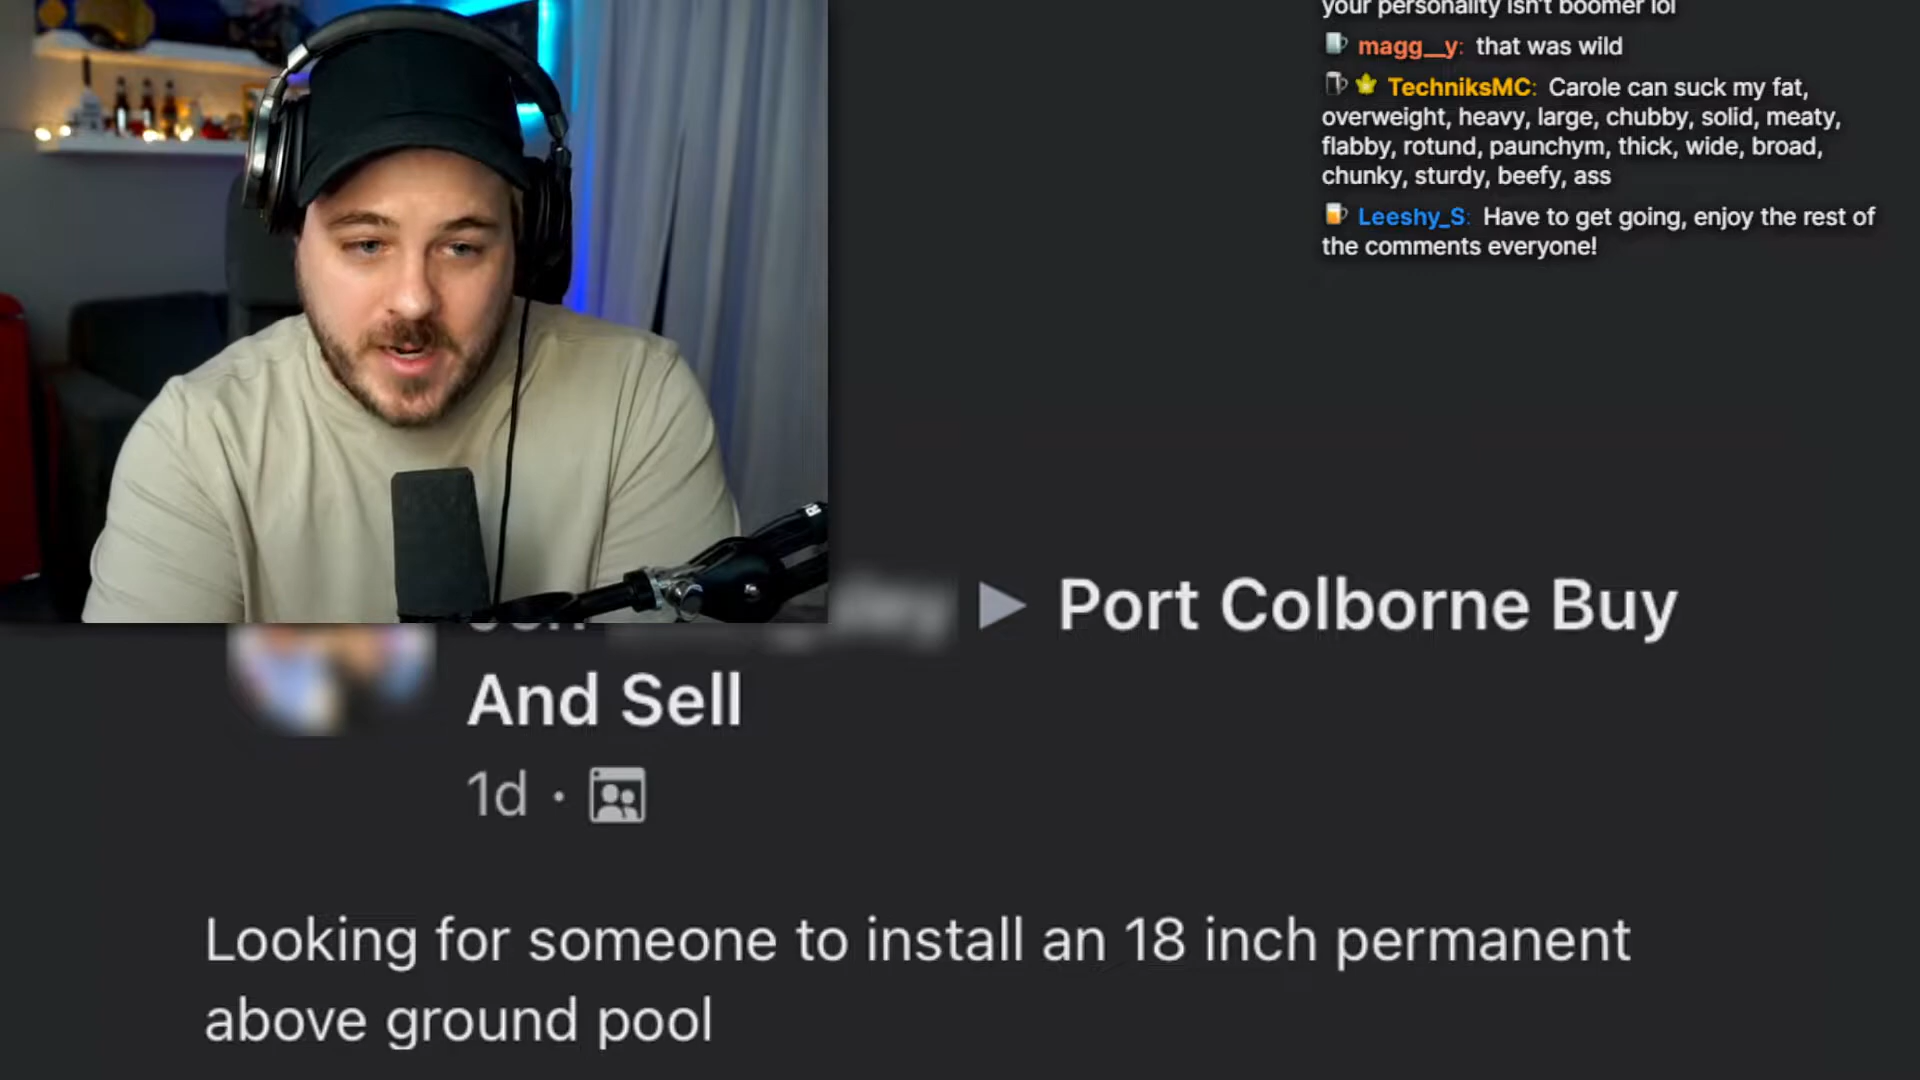 your personality isn't boomer lol
magg__y: that was wild
TechniksMC: Carole can suck my fat,
overweight, heavy, large, chubby, solid, meaty,
flabby, rotund, paunchym, thick, wide, broad,
chunky, sturdy, beefy, ass
Leeshy_S: Have to get going, enjoy the rest of
the comments everyone!
Port Colborne Buy
And Sell
1d ·
Looking for someone to install an 18 inch permanent
above ground pool